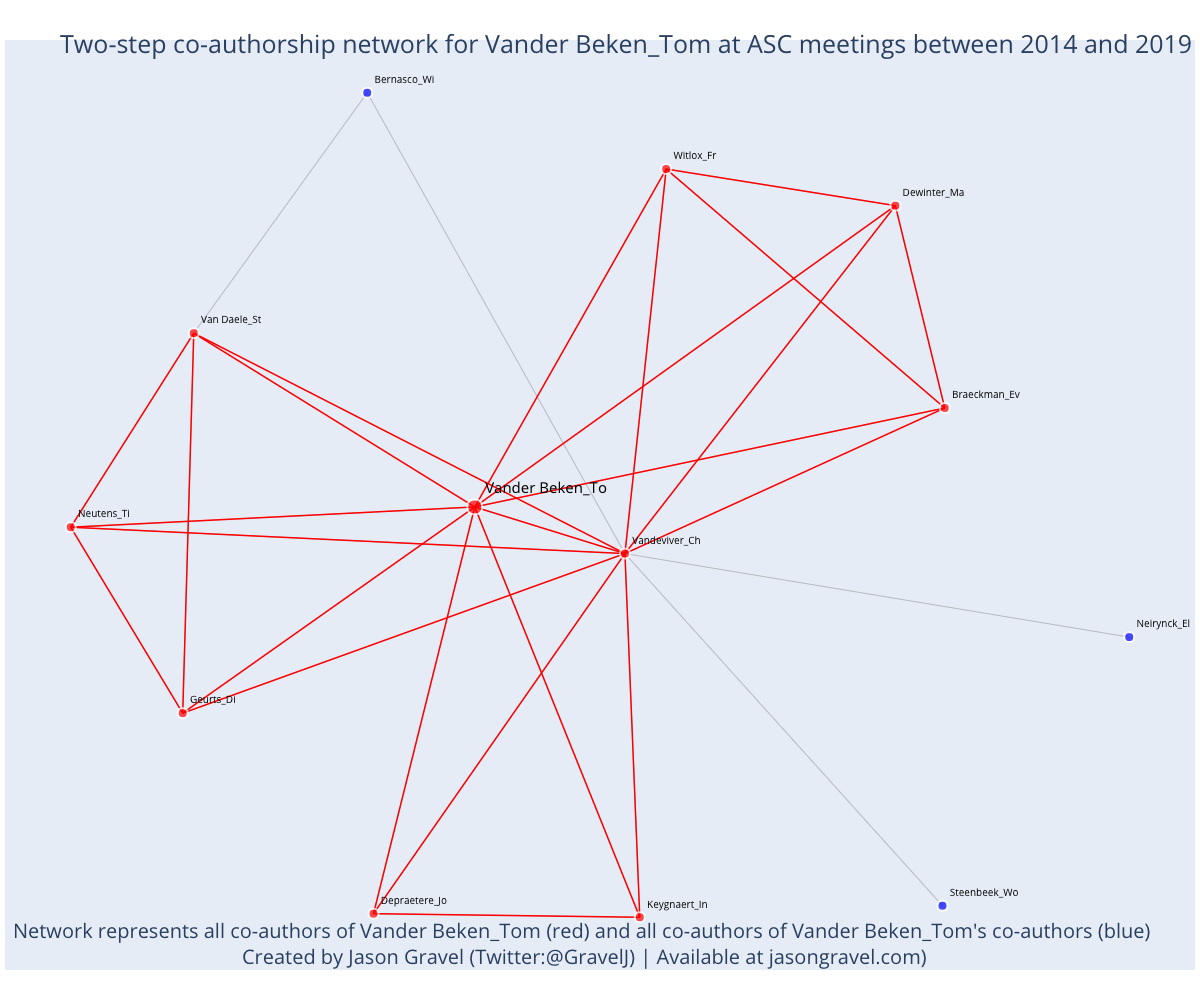 Two-step co-authorship network for Vander Beken_Tom at ASC meetings between 2014 and 2019
Bernasco_Wi
Witlox_Fr
Dewinter_Ma
Van Daele_St
Braeckman_Ev
Vander Beken_To
Neutens_Ti
Vandeviver_Ch
Neirynck_El
Geurts_Di
Steenbeek_Wo
Depraetere_Jo
Keygnaert_In
Network represents all co-authors of Vander Beken_Tom (red) and all co-authors of Vander Beken_Tom's co-authors (blue)
Created by Jason Gravel (Twitter:@GravelJ) | Available at jasongravel.com)